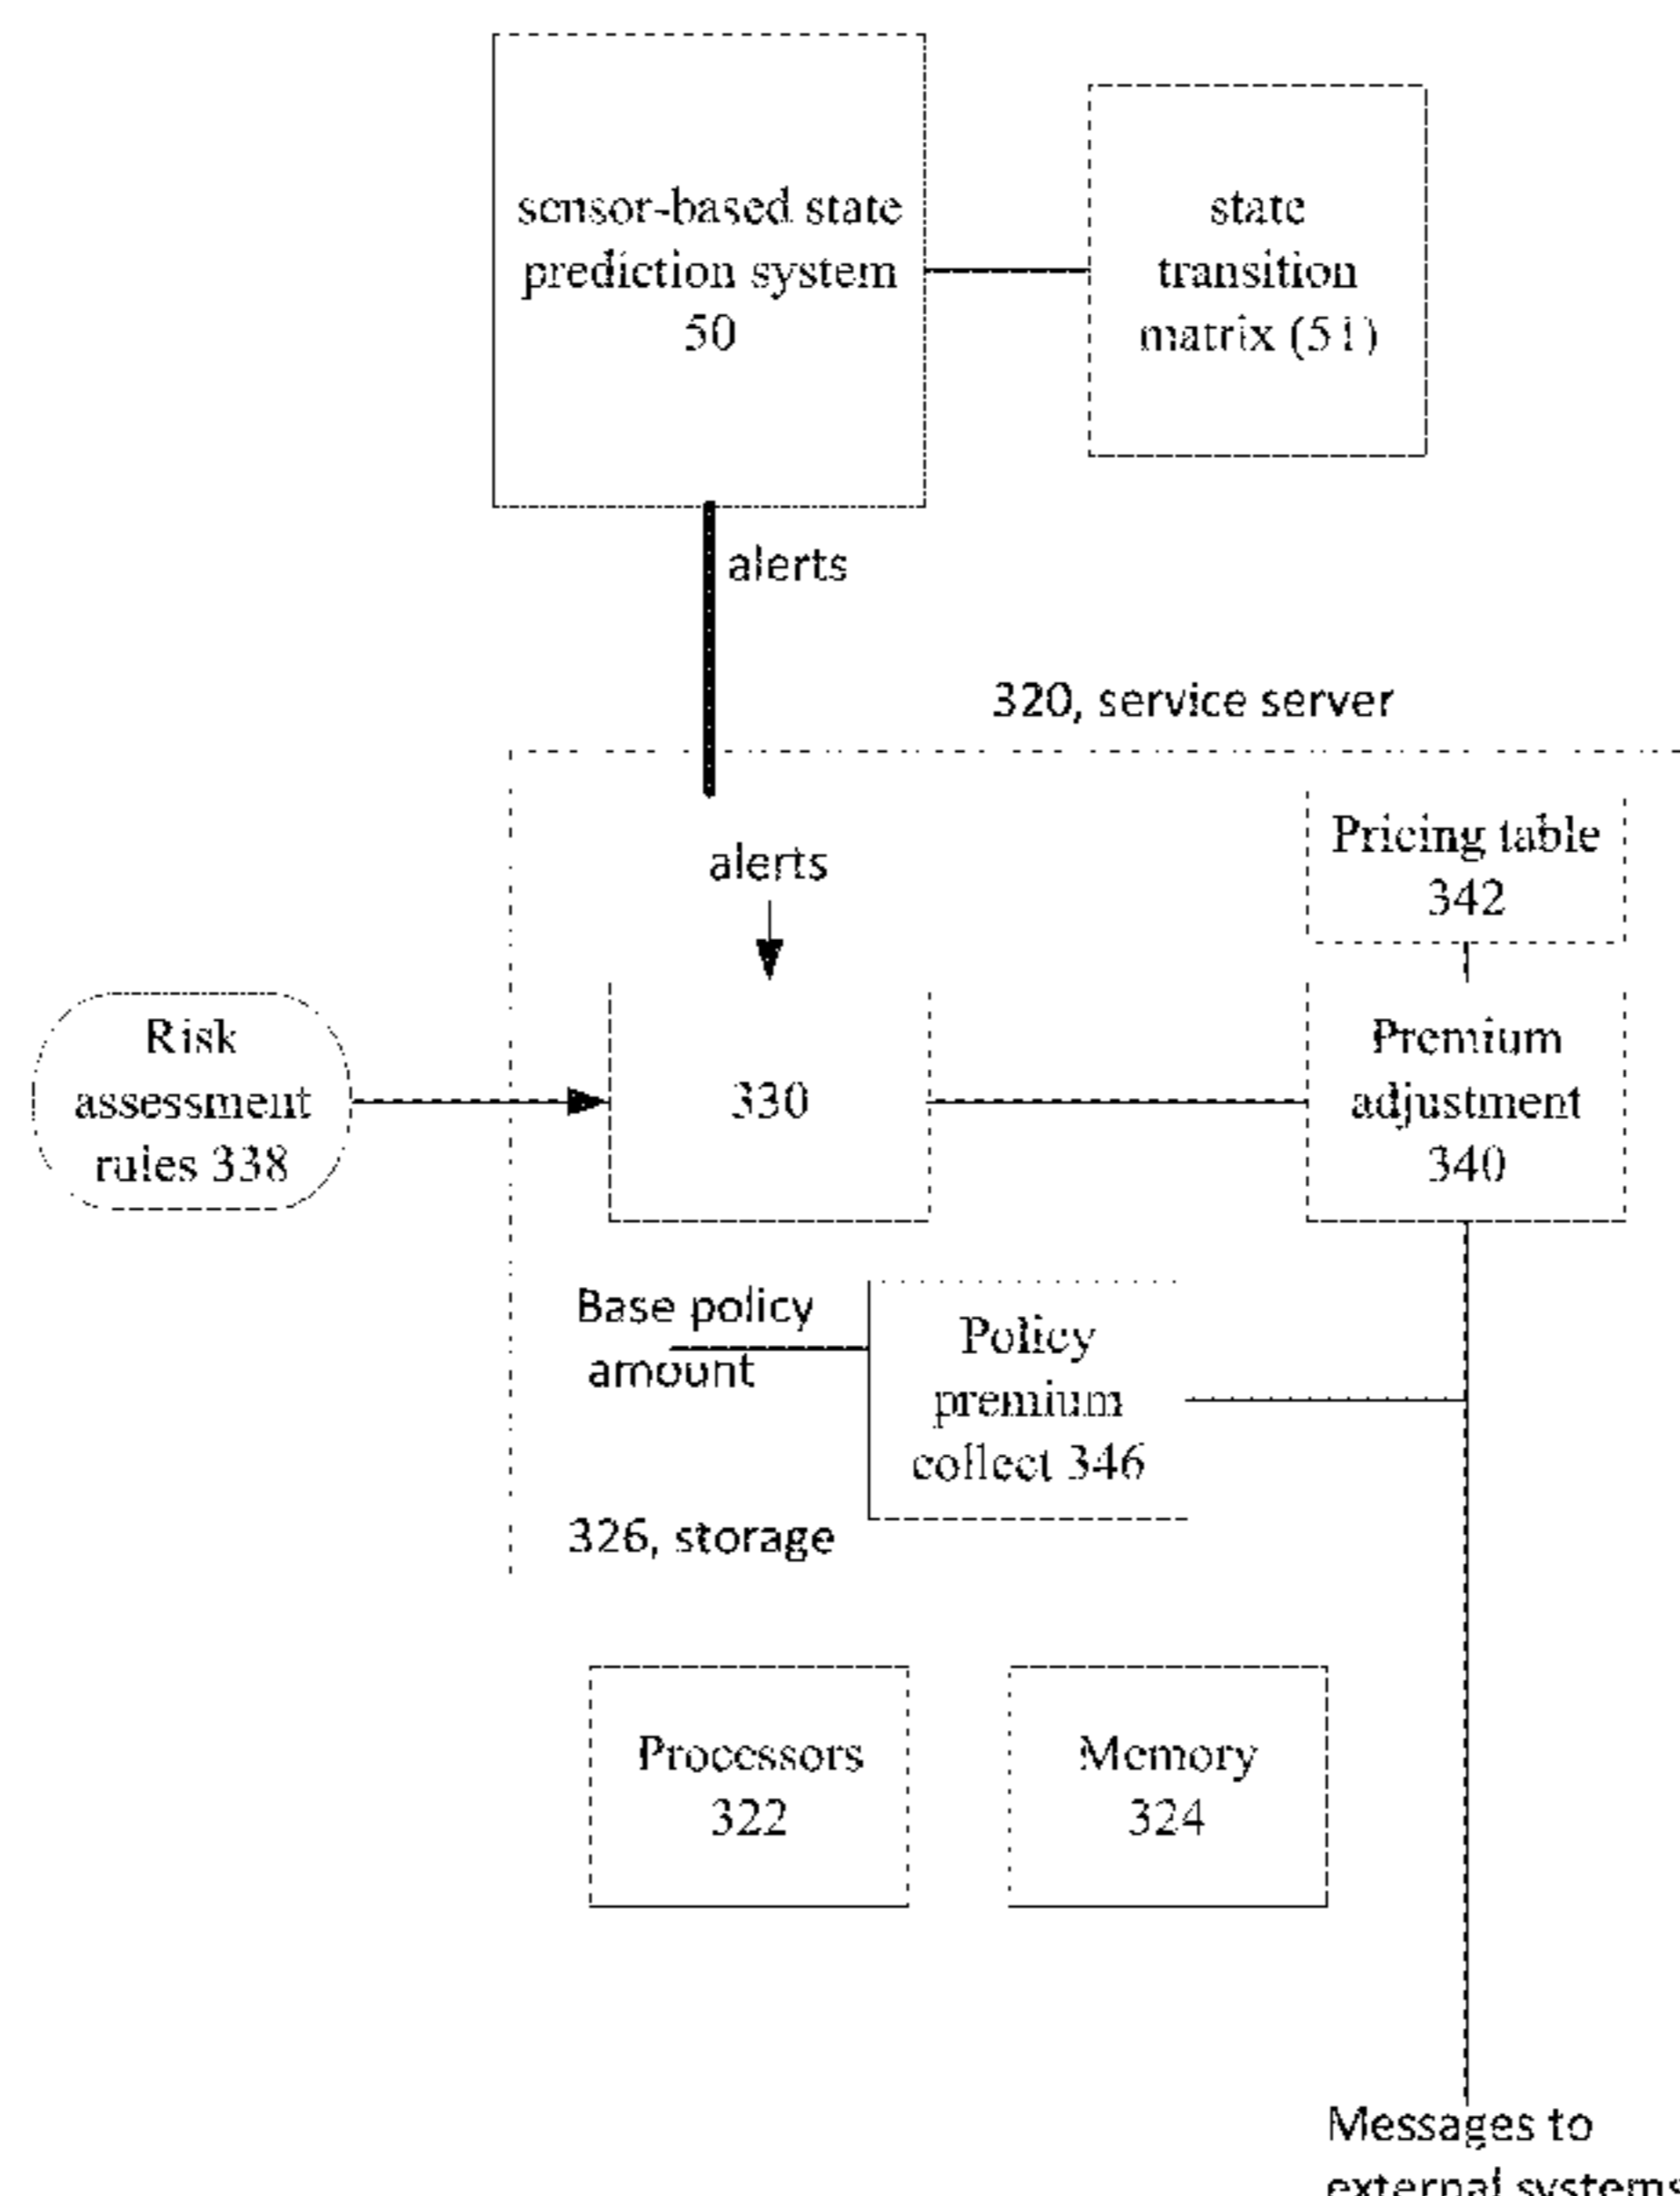 sensor-based state
prediction system
50
state
transition
matrix (51)
alerts
320, service server
alerts
Pricing table
342
Risk
assessment
rules 338
330
Premium
adjustment
340
Base policy
amount
Policy
premium
collect 346
326, storage
Processors
322
Memory
324
Messages to
external systems